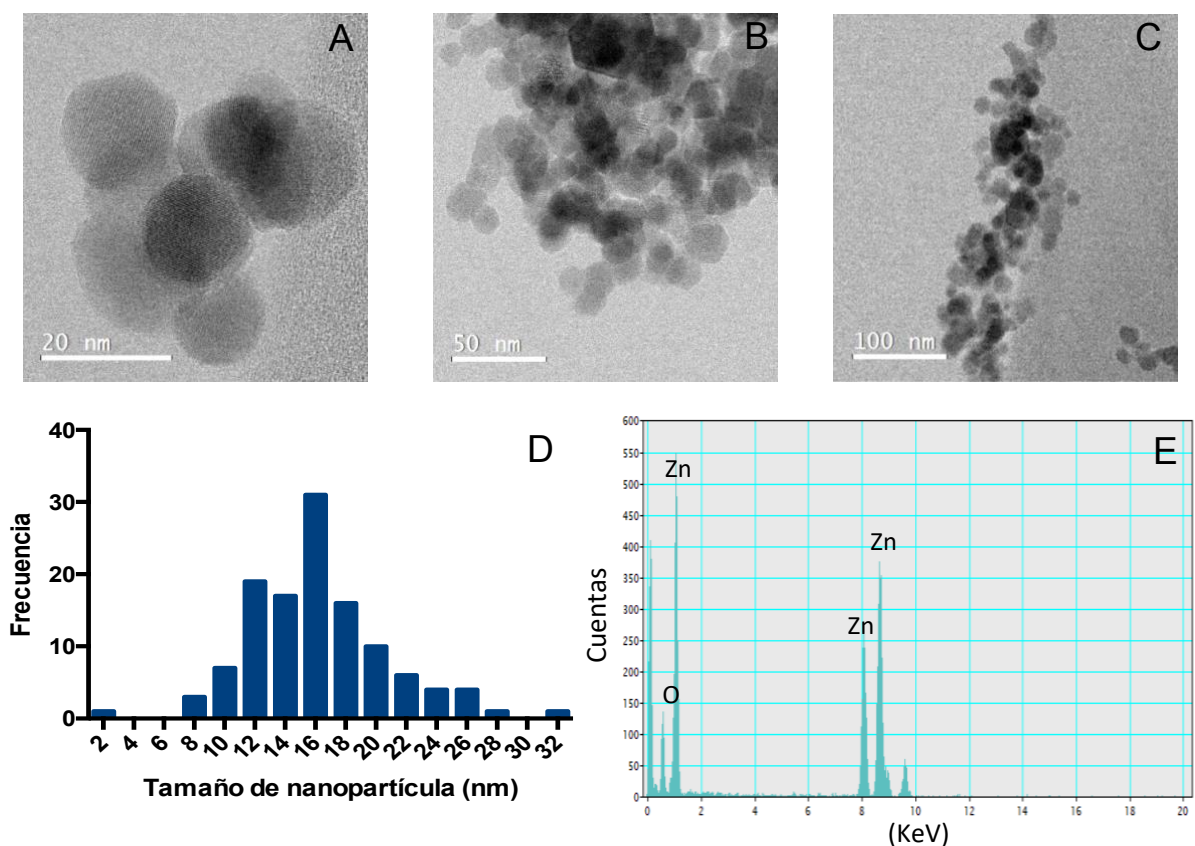 A
20 nm
B
50 nm
C
100 nm
D
Frecuencia
40
30
20
10
0
2 4 6 8 10 12 14 16 18 20 22 24 26 28 30 32
Tamaño de nanopartícula (nm)
E
Cuentas
600
550
500
450
400
350
300
250
200
150
100
50
0
Zn
O
Zn
Zn
0 2 4 6 8 10 12 14 16 18 20
(KeV)